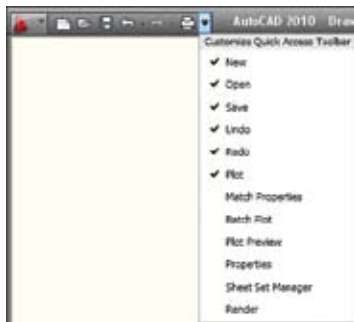 AutoCAD 2010 Draw
Customize Quick Access Toolbar
New
Open
Save
Undo
Redo
Plot
Match Properties
Batch Plot
Plot Preview
Properties
Sheet Set Manager
Render